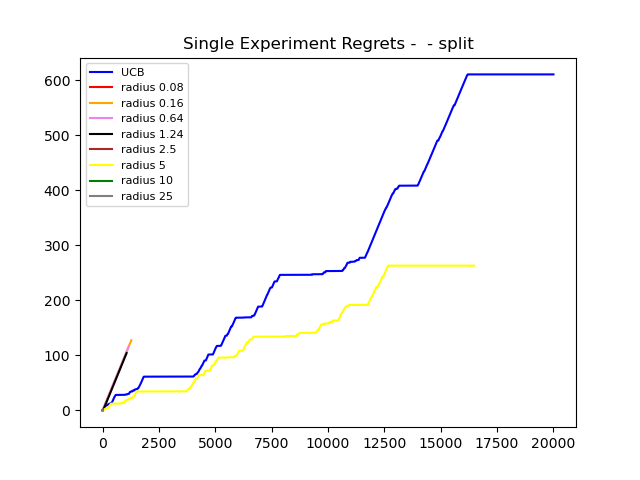 Single Experiment Regrets -  - split
UCB
radius 0.08
radius 0.16
radius 0.64
radius 1.24
radius 2.5
radius 5
radius 10
radius 25
600
500
400
300
200
100
0
0 2500 5000 7500 10000 12500 15000 17500 20000